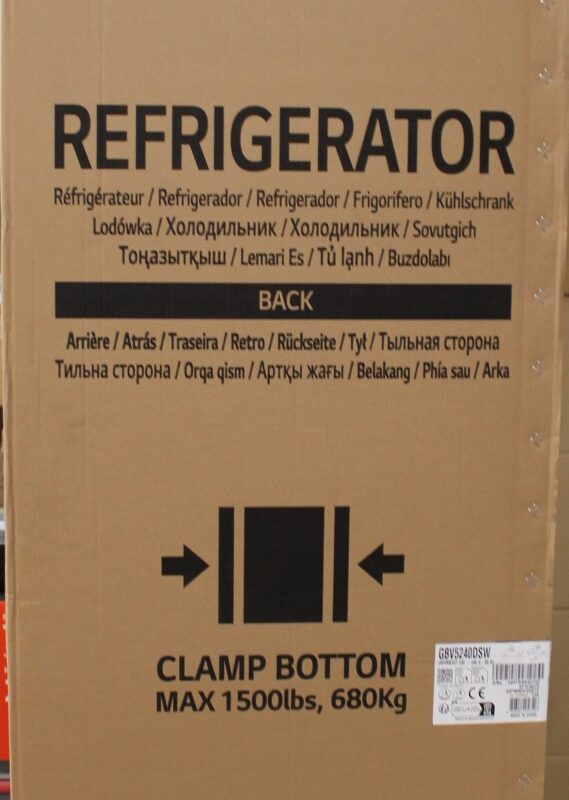 REFRIGERATOR
Réfrigérateur / Refrigerador / Refrigerador / Frigorifero / Kühlschrank
Lodówka / Холодильник / Холодильник / Sovutgich
Тоңазытқыш / Lemari Es / Tủ lạnh / Buzdolabı
BACK
Arrière / Atrás / Traseira / Retro / Rückseite / Tył / Тыльная сторона
Тильна сторона / Orqa qism / Артқы жағы / Belakang / Phía sau / Arka
CLAMP BOTTOM
MAX 1500lbs, 680Kg
GBV5240DSW